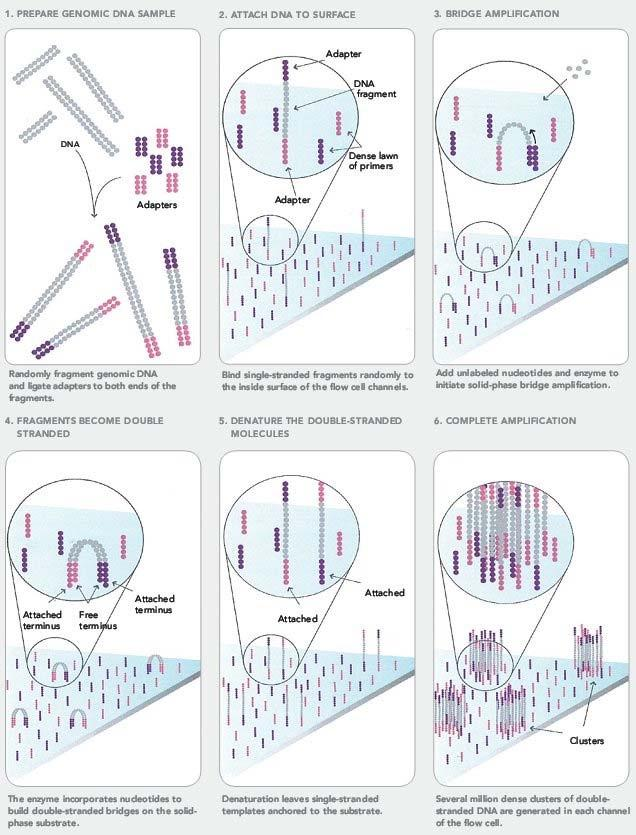 1. PREPARE GENOMIC DNA SAMPLE
DNA
Adapters
Randomly fragment genomic DNA
and ligate adapters to both ends of the
fragments.
2. ATTACH DNA TO SURFACE
Adapter
DNA
fragment
Dense lawn
of primers
Adapter
Bind single-stranded fragments randomly to
the inside surface of the flow cell channels.
3. BRIDGE AMPLIFICATION
Add unlabeled nucleotides and enzyme to
initiate solid-phase bridge amplification.
4. FRAGMENTS BECOME DOUBLE
STRANDED
Attached
terminus
Free
terminus
Attached
terminus
The enzyme incorporates nucleotides to
build double-stranded bridges on the solid-
phase substrate.
5. DENATURE THE DOUBLE-STRANDED
MOLECULES
Attached
Attached
Denaturation leaves single-stranded
templates anchored to the substrate.
6. COMPLETE AMPLIFICATION
Clusters
Several million dense clusters of double-
stranded DNA are generated in each channel
of the flow cell.